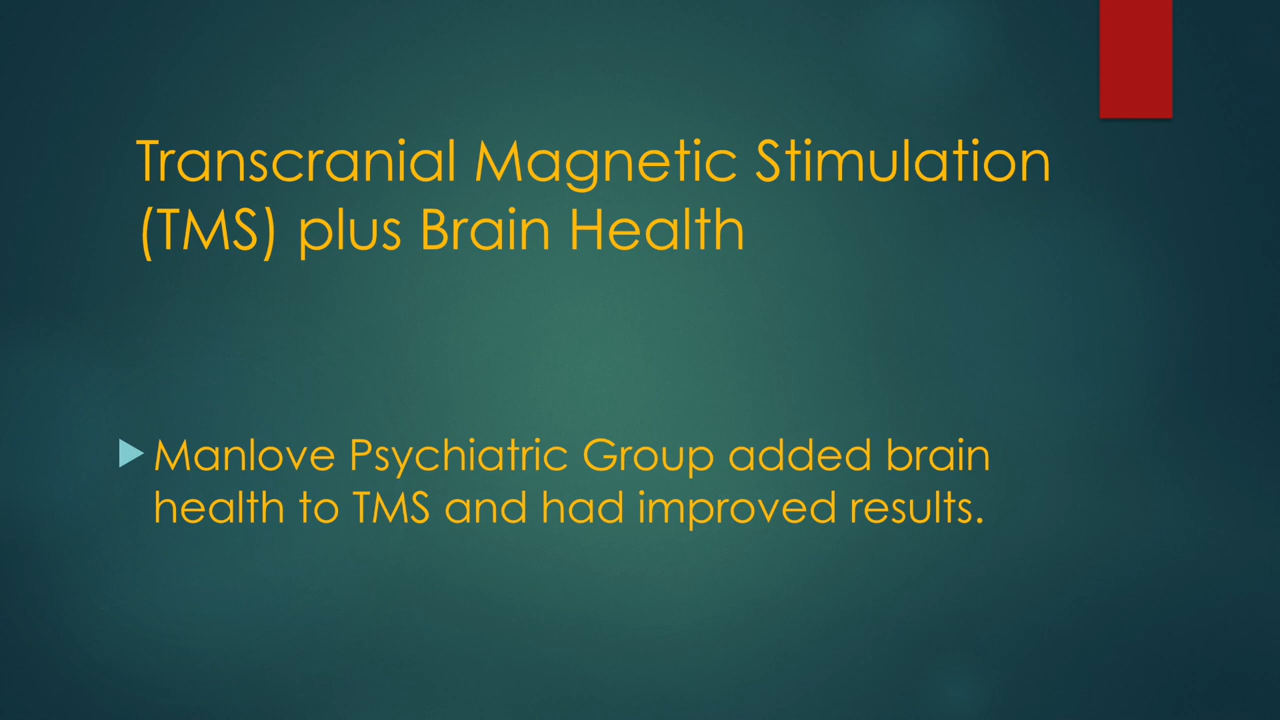 Transcranial Magnetic Stimulation
(TMS) plus Brain Health
Manlove Psychiatric Group added brain
health to TMS and had improved results.